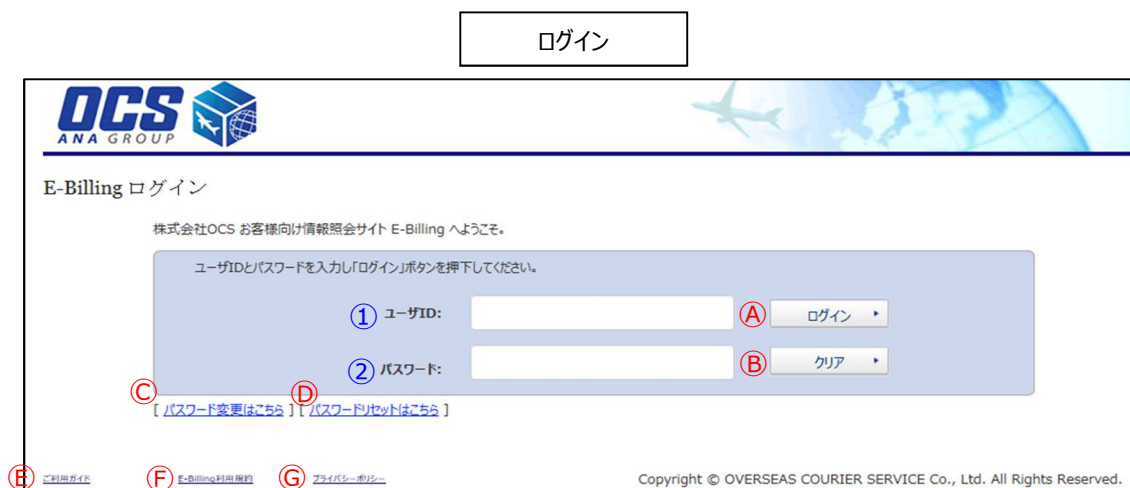 ログイン
OCS
ANA GROUP
E-Billing ログイン
株式会社OCS お客様向け情報照会サイト E-Billing へようこそ。
ユーザIDとパスワードを入力し「ログイン」ボタンを押下してください。
① ユーザID: Ⓐ ログイン
② パスワード: Ⓑ クリア
Ⓒ Ⓓ
[ パスワード変更はこちら ] [ パスワードリセットはこちら ]
Ⓔ ご利用ガイド Ⓕ E-Billing利用規約 Ⓖ プライバシーポリシー Copyright © OVERSEAS COURIER SERVICE Co., Ltd. All Rights Reserved.